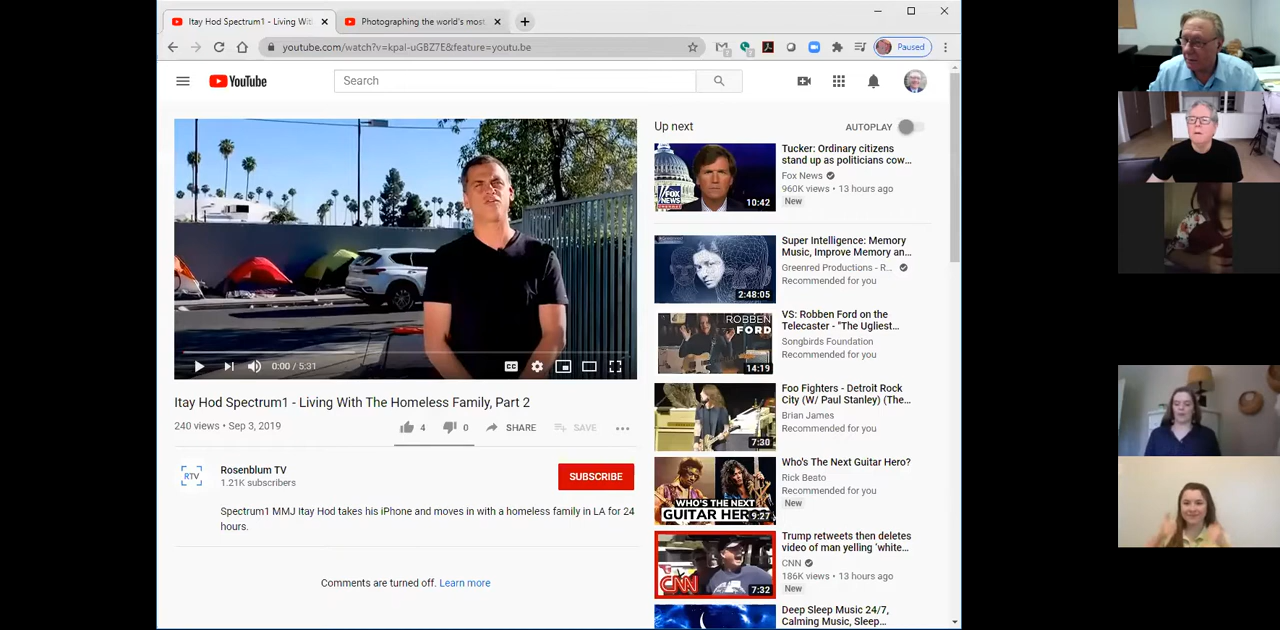 Itay Hod Spectrum1 - Living Wit
Photographing the world's most
youtube.com/watch?v=kpal-uGBZ7E&feature=youtu.be
Paused
YouTube
Search
0:00 / 5:31
CC
Itay Hod Spectrum1 - Living With The Homeless Family, Part 2
240 views • Sep 3, 2019
4
0
SHARE
SAVE
RTV
Rosenblum TV
1.21K subscribers
SUBSCRIBE
Spectrum1 MMJ Itay Hod takes his iPhone and moves in with a homeless family in LA for 24
hours.
Comments are turned off. Learn more
Up next
AUTOPLAY
FOX
NEWS
10:42
Tucker: Ordinary citizens
stand up as politicians cow...
Fox News
960K views • 13 hours ago
New
2:48:05
Super Intelligence: Memory
Music, Improve Memory an...
Greenred Productions - R...
Recommended for you
ROBBEN
FORD
14:19
VS: Robben Ford on the
Telecaster - "The Ugliest...
Songbirds Foundation
Recommended for you
7:30
Foo Fighters - Detroit Rock
City (W/ Paul Stanley) (The...
Brian James
Recommended for you
WHO'S THE NEXT
GUITAR HER
9:27
Who's The Next Guitar Hero?
Rick Beato
Recommended for you
New
CNN
7:32
Trump retweets then deletes
video of man yelling 'white...
CNN
186K views • 13 hours ago
New
Deep Sleep Music 24/7,
Calming Music, Sleep...